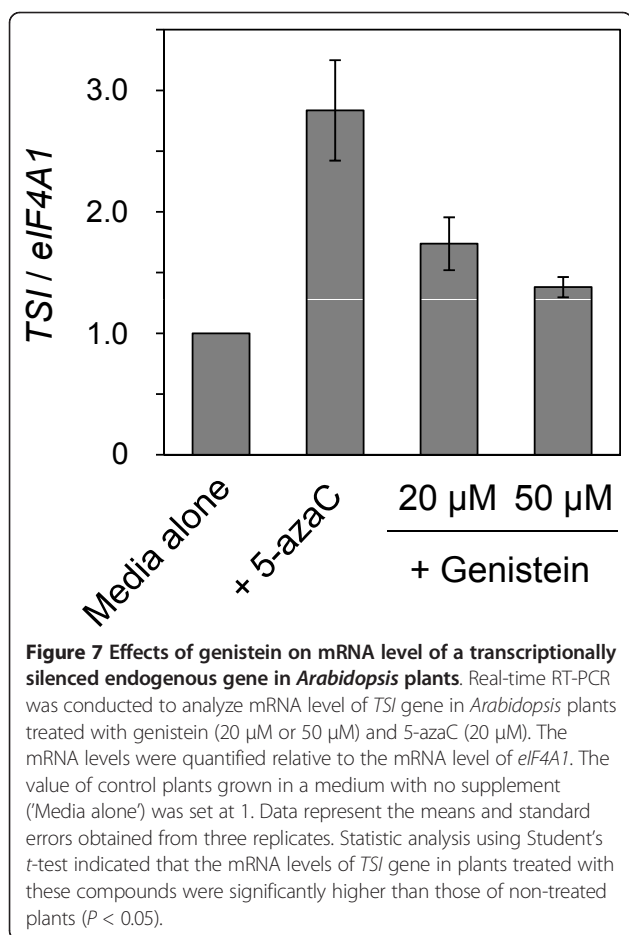 3.0
2.0
1.0
0
TSI / eIF4A1
Media alone
+ 5-azaC
20 µM 50 µM
+ Genistein
Figure 7 Effects of genistein on mRNA level of a transcriptionally
silenced endogenous gene in Arabidopsis plants. Real-time RT-PCR
was conducted to analyze mRNA level of TSI gene in Arabidopsis plants
treated with genistein (20 µM or 50 µM) and 5-azaC (20 µM). The
mRNA levels were quantified relative to the mRNA level of eIF4A1. The
value of control plants grown in a medium with no supplement
('Media alone') was set at 1. Data represent the means and standard
errors obtained from three replicates. Statistic analysis using Student's
t-test indicated that the mRNA levels of TSI gene in plants treated with
these compounds were significantly higher than those of non-treated
plants (P < 0.05).